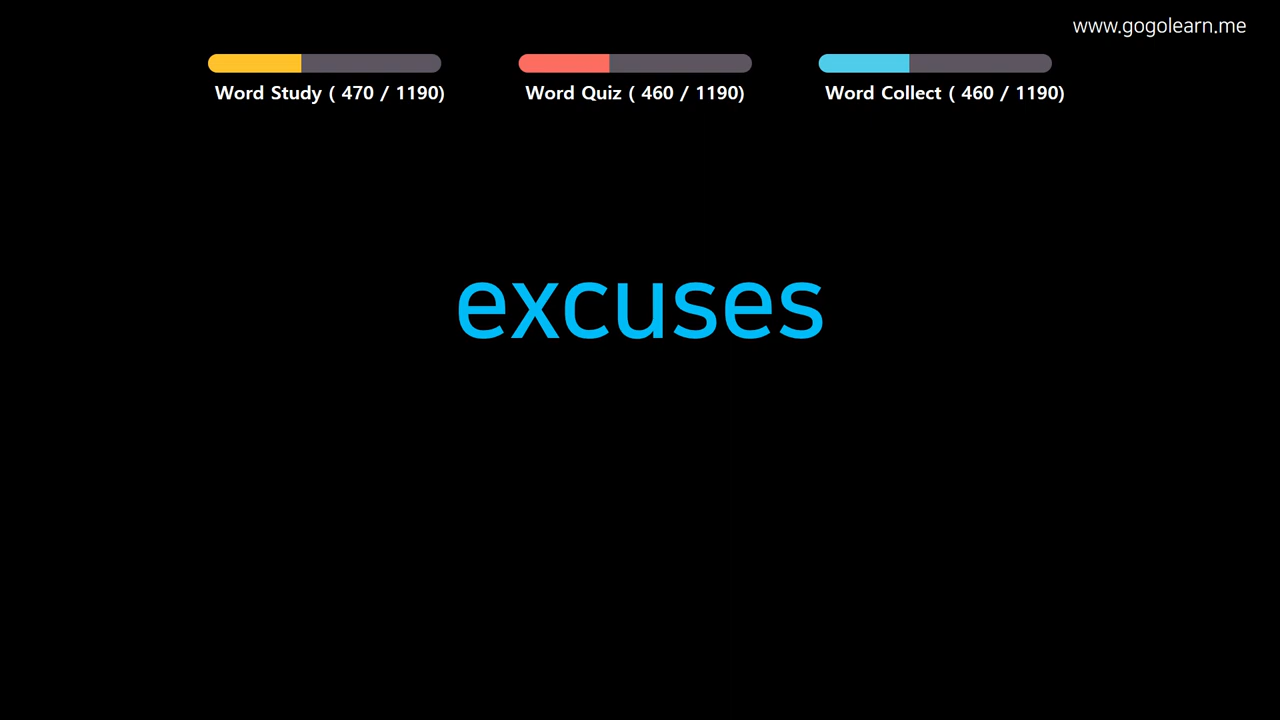 www.gogolearn.me
Word Study ( 470 / 1190)
Word Quiz ( 460 / 1190)
Word Collect ( 460 / 1190)
excuses